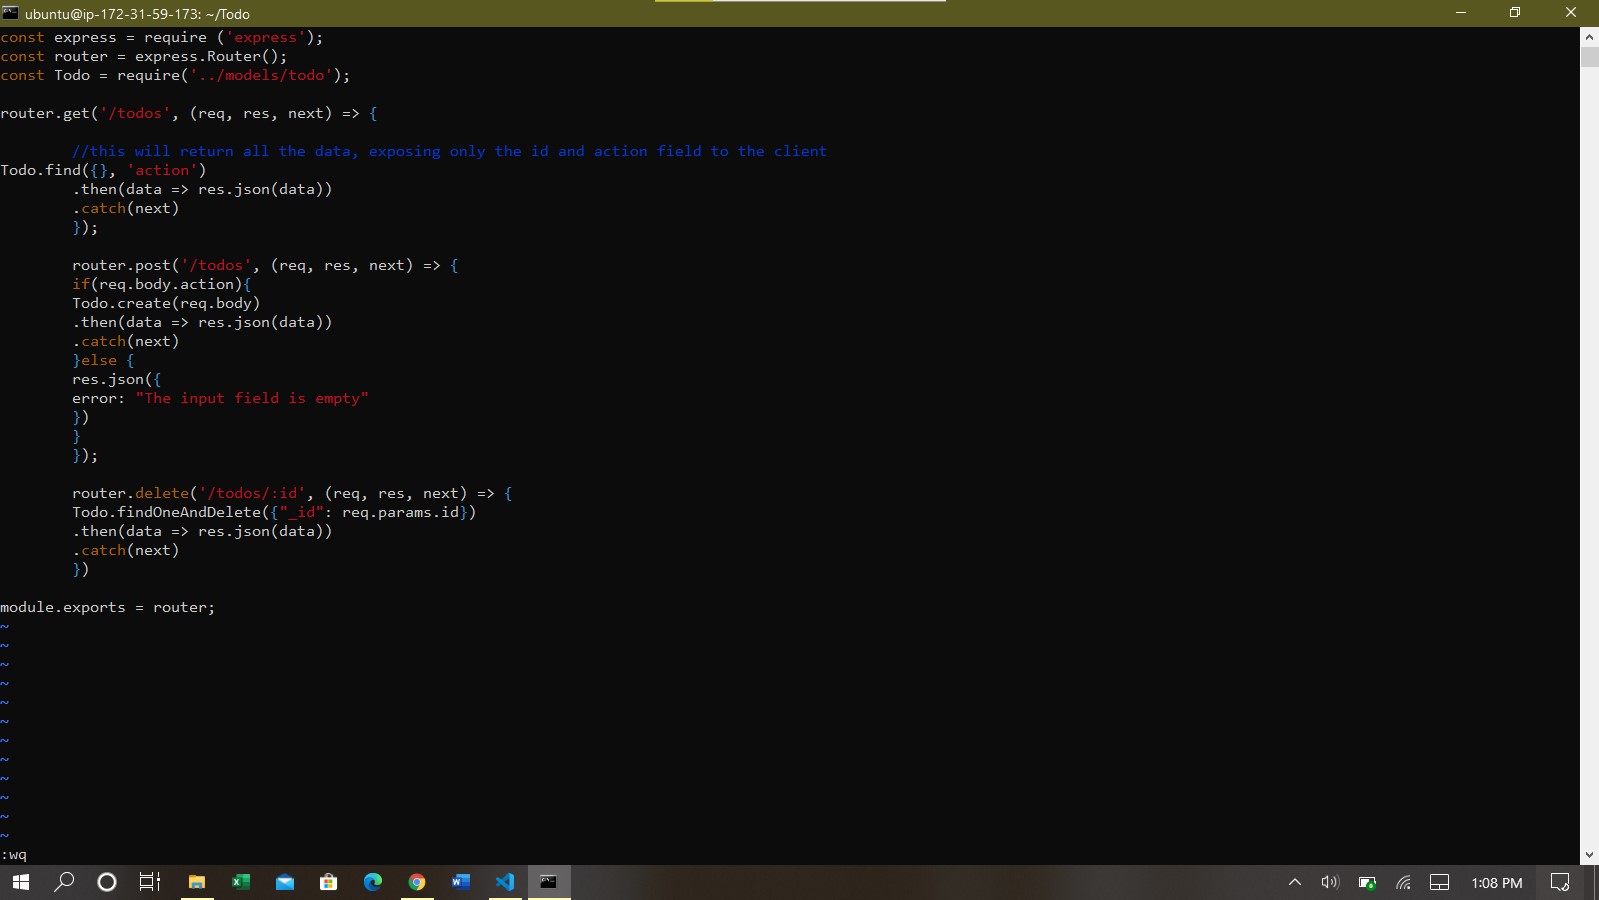 ubuntu@ip-172-31-59-173: ~/Todo
const express = require ('express');
const router = express.Router();
const Todo = require('../models/todo');
router.get('/todos', (req, res, next) => {
//this will return all the data, exposing only the id and action field to the client
Todo.find({}, 'action')
.then(data => res.json(data))
.catch(next)
});
router.post('/todos', (req, res, next) => {
if(req.body.action){
Todo.create(req.body)
.then(data => res.json(data))
.catch(next)
}else {
res.json({
error: "The input field is empty"
})
}
});
router.delete('/todos/:id', (req, res, next) => {
Todo.findOneAndDelete({"_id": req.params.id})
.then(data => res.json(data))
.catch(next)
})
module.exports = router;
~
~
~
~
~
~
~
~
~
~
~
~
:wq
1:08 PM